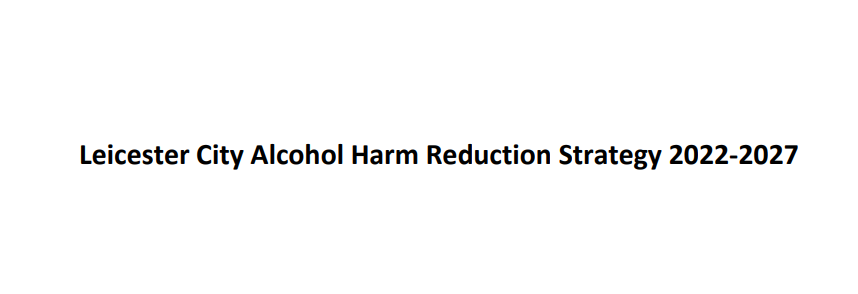 Leicester City Alcohol Harm Reduction Strategy 2022-2027